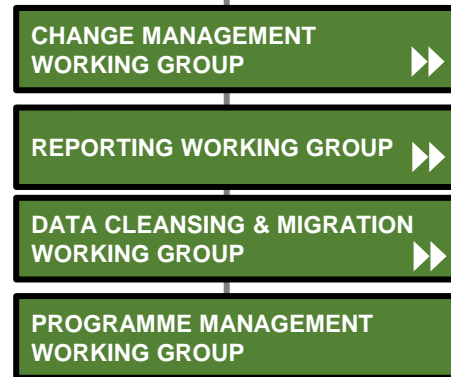 CHANGE MANAGEMENT
WORKING GROUP
REPORTING WORKING GROUP
DATA CLEANSING & MIGRATION
WORKING GROUP
PROGRAMME MANAGEMENT
WORKING GROUP